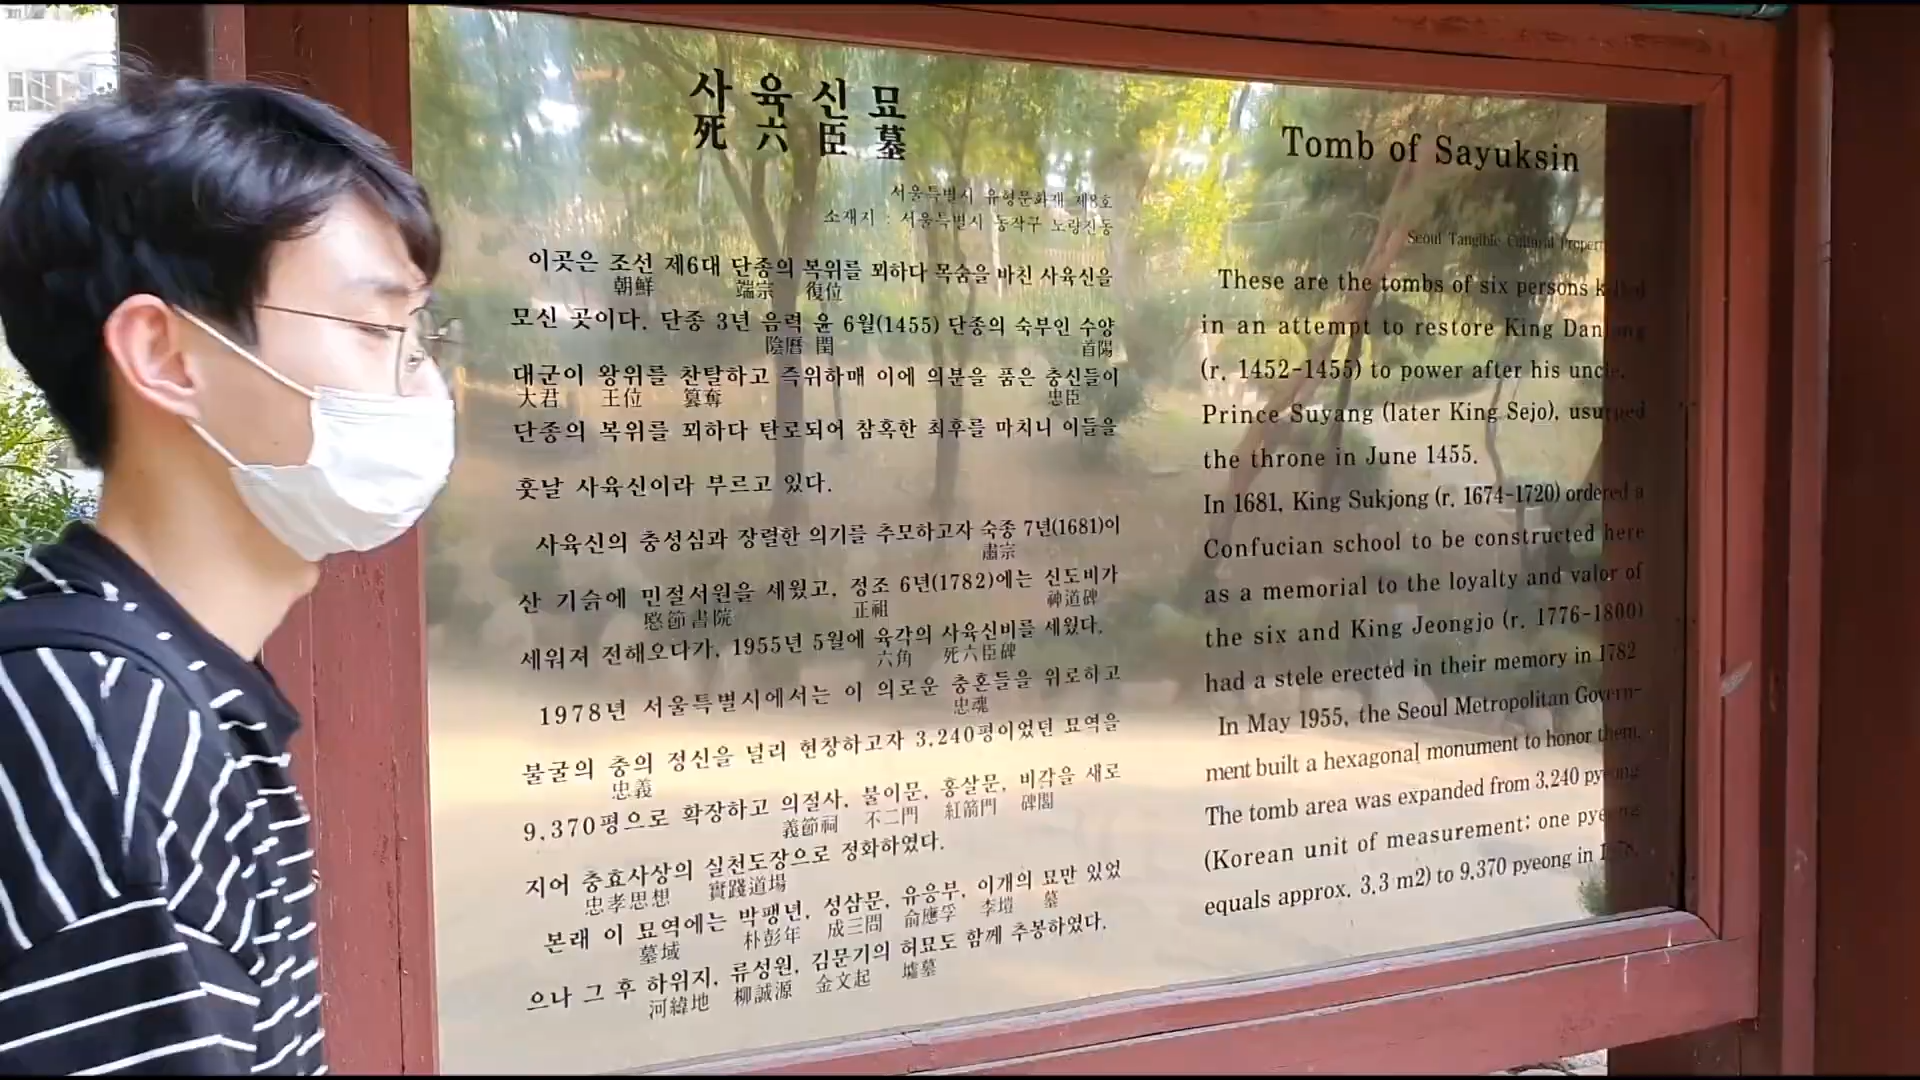 사육신묘
死六臣墓
서울특별시 유형문화재 제8호
소재지 : 서울특별시 동작구 노량진동
이곳은 조선 제6대 단종의 복위를 꾀하다 목숨을 바친 사육신을
朝鮮 端宗 復位
모신 곳이다. 단종 3년 음력 윤 6월(1455) 단종의 숙부인 수양
陰曆 閏 首陽
대군이 왕위를 찬탈하고 즉위하매 이에 의분을 품은 충신들이
大君 王位 簒奪 忠臣
단종의 복위를 꾀하다 탄로되어 참혹한 최후를 마치니 이들을
훗날 사육신이라 부르고 있다.
사육신의 충성심과 장렬한 의기를 추모하고자 숙종 7년(1681)이
肅宗
산 기슭에 민절서원을 세웠고, 정조 6년(1782)에는 신도비가
愍節書院 正祖 神道碑
세워져 전해오다가, 1955년 5월에 육각의 사육신비를 세웠다.
六角 死六臣碑
1978년 서울특별시에서는 이 의로운 충혼들을 위로하고
忠魂
불굴의 충의 정신을 널리 현창하고자 3,240평이었던 묘역을
忠義
9,370평으로 확장하고 의절사, 불이문, 홍살문, 비각을 새로
義節祠 不二門 紅箭門 碑閣
지어 충효사상의 실천도장으로 정화하였다.
忠孝思想 實踐道場
본래 이 묘역에는 박팽년, 성삼문, 유응부, 이개의 묘만 있었
墓域 朴彭年 成三問 兪應孚 李塏 墓
으나 그 후 하위지, 류성원, 김문기의 허묘도 함께 추봉하였다.
河緯地 柳誠源 金文起 墟墓
Tomb of Sayuksin
Seoul Tangible Cultural
These are the tombs of six persons killed
in an attempt to restore King Danjong
(r. 1452-1455) to power after his uncle,
Prince Suyang (later King Sejo), usurped
the throne in June 1455.
In 1681, King Sukjong (r. 1674-1720) ordered a
Confucian school to be constructed here
as a memorial to the loyalty and valor of
the six and King Jeongjo (r. 1776-1800)
had a stele erected in their memory in 1782
In May 1955, the Seoul Metropolitan Govern-
ment built a hexagonal monument to honor them.
The tomb area was expanded from 3,240 pyeong
(Korean unit of measurement: one pyeong
equals approx. 3.3 m2) to 9,370 pyeong in 1978.